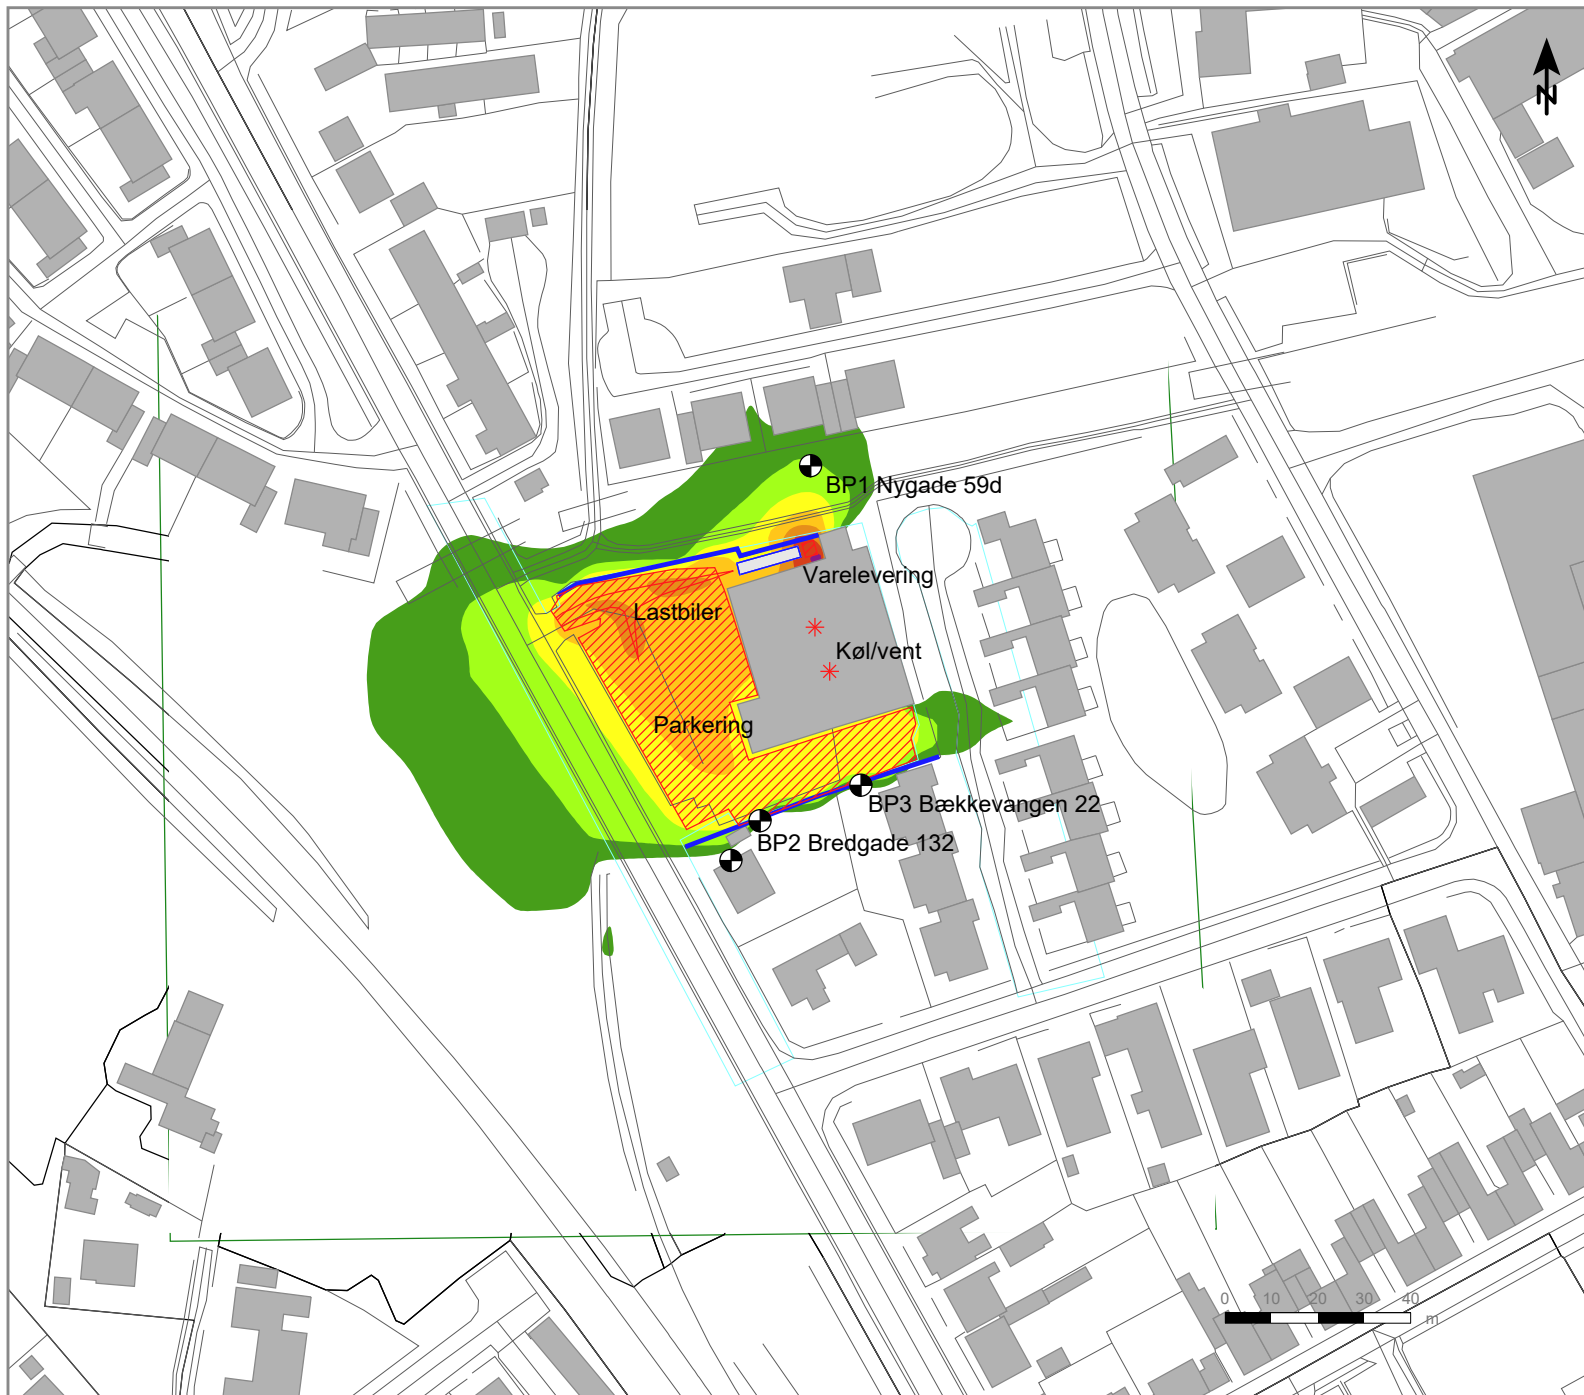 N
BP1 Nygade 59d
Varelevering
Lastbiler
Køl/vent
Parkering
BP3 Bækkevangen 22
BP2 Bredgade 132
0 10 20 30 40
m